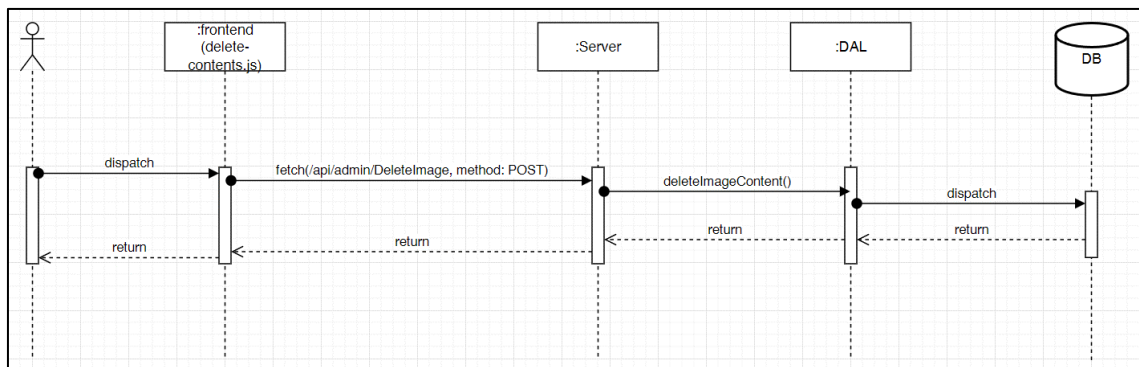 :frontend
(delete-
contents.js)
:Server
:DAL
DB
dispatch
fetch(/api/admin/DeleteImage, method: POST)
deleteImageContent()
dispatch
return
return
return
return